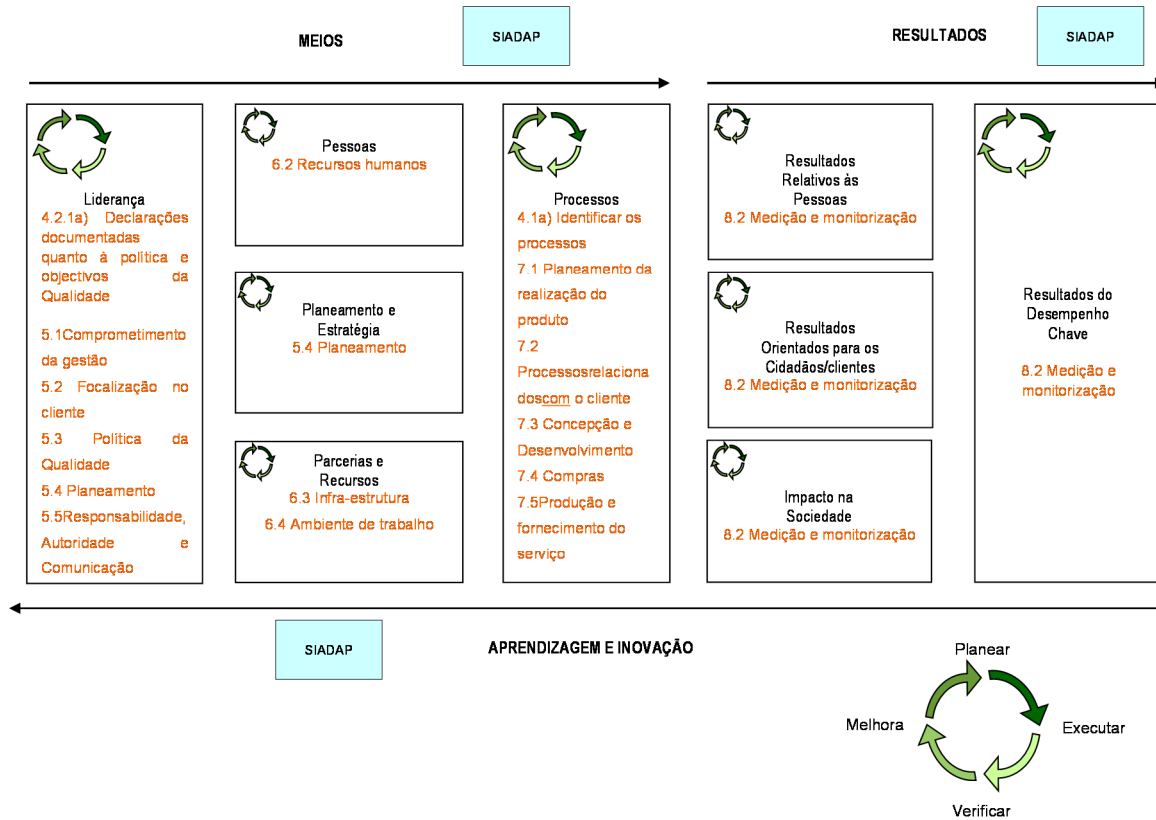 MEIOS
SIADAP
RESULTADOS
SIADAP
Liderança
4.2.1a) Declarações
documentadas
quanto à política e
objectivos da
Qualidade
5.1Comprometimento
da gestão
5.2 Focalização no
cliente
5.3 Política da
Qualidade
5.4 Planeamento
5.5Responsabilidade,
Autoridade e
Comunicação
Pessoas
6.2 Recursos humanos
Planeamento e
Estratégia
5.4 Planeamento
Parcerias e
Recursos
6.3 Infra-estrutura
6.4 Ambiente de trabalho
Processos
4.1a) Identificar os
processos
7.1 Planeamento da
realização do
produto
7.2
Processosrelaciona
doscom o cliente
7.3 Concepção e
Desenvolvimento
7.4 Compras
7.5Produção e
fornecimento do
serviço
Resultados
Relativos às
Pessoas
8.2 Medição e monitorização
Resultados
Orientados para os
Cidadãos/clientes
8.2 Medição e monitorização
Impacto na
Sociedade
8.2 Medição e monitorização
Resultados do
Desempenho
Chave
8.2 Medição e
monitorização
SIADAP
APRENDIZAGEM E INOVAÇÃO
Planear
Melhora
Executar
Verificar